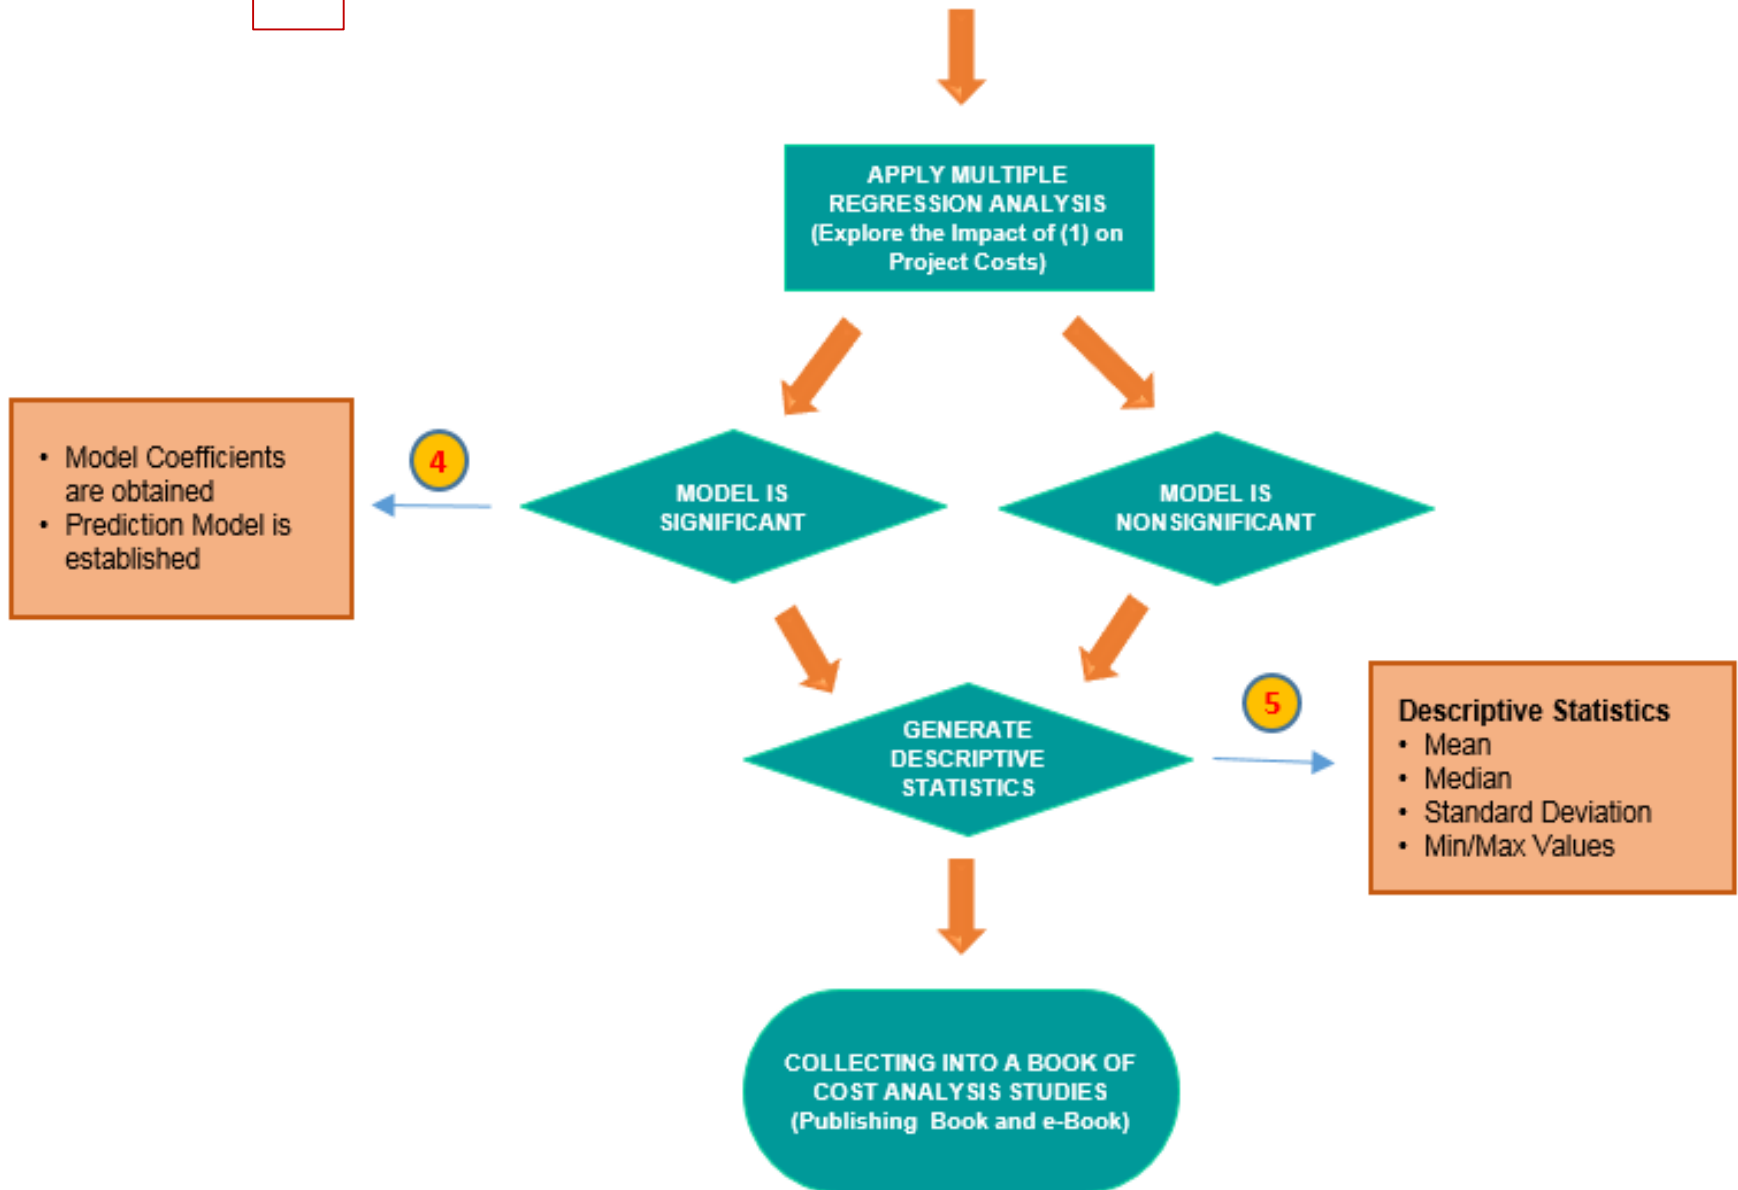 APPLY MULTIPLE
REGRESSION ANALYSIS
(Explore the Impact of (1) on
Project Costs)
• Model Coefficients
are obtained
• Prediction Model is
established
4
MODEL IS
SIGNIFICANT
MODEL IS
NONSIGNIFICANT
GENERATE
DESCRIPTIVE
STATISTICS
5
Descriptive Statistics
• Mean
• Median
• Standard Deviation
• Min/Max Values
COLLECTING INTO A BOOK OF
COST ANALYSIS STUDIES
(Publishing Book and e-Book)